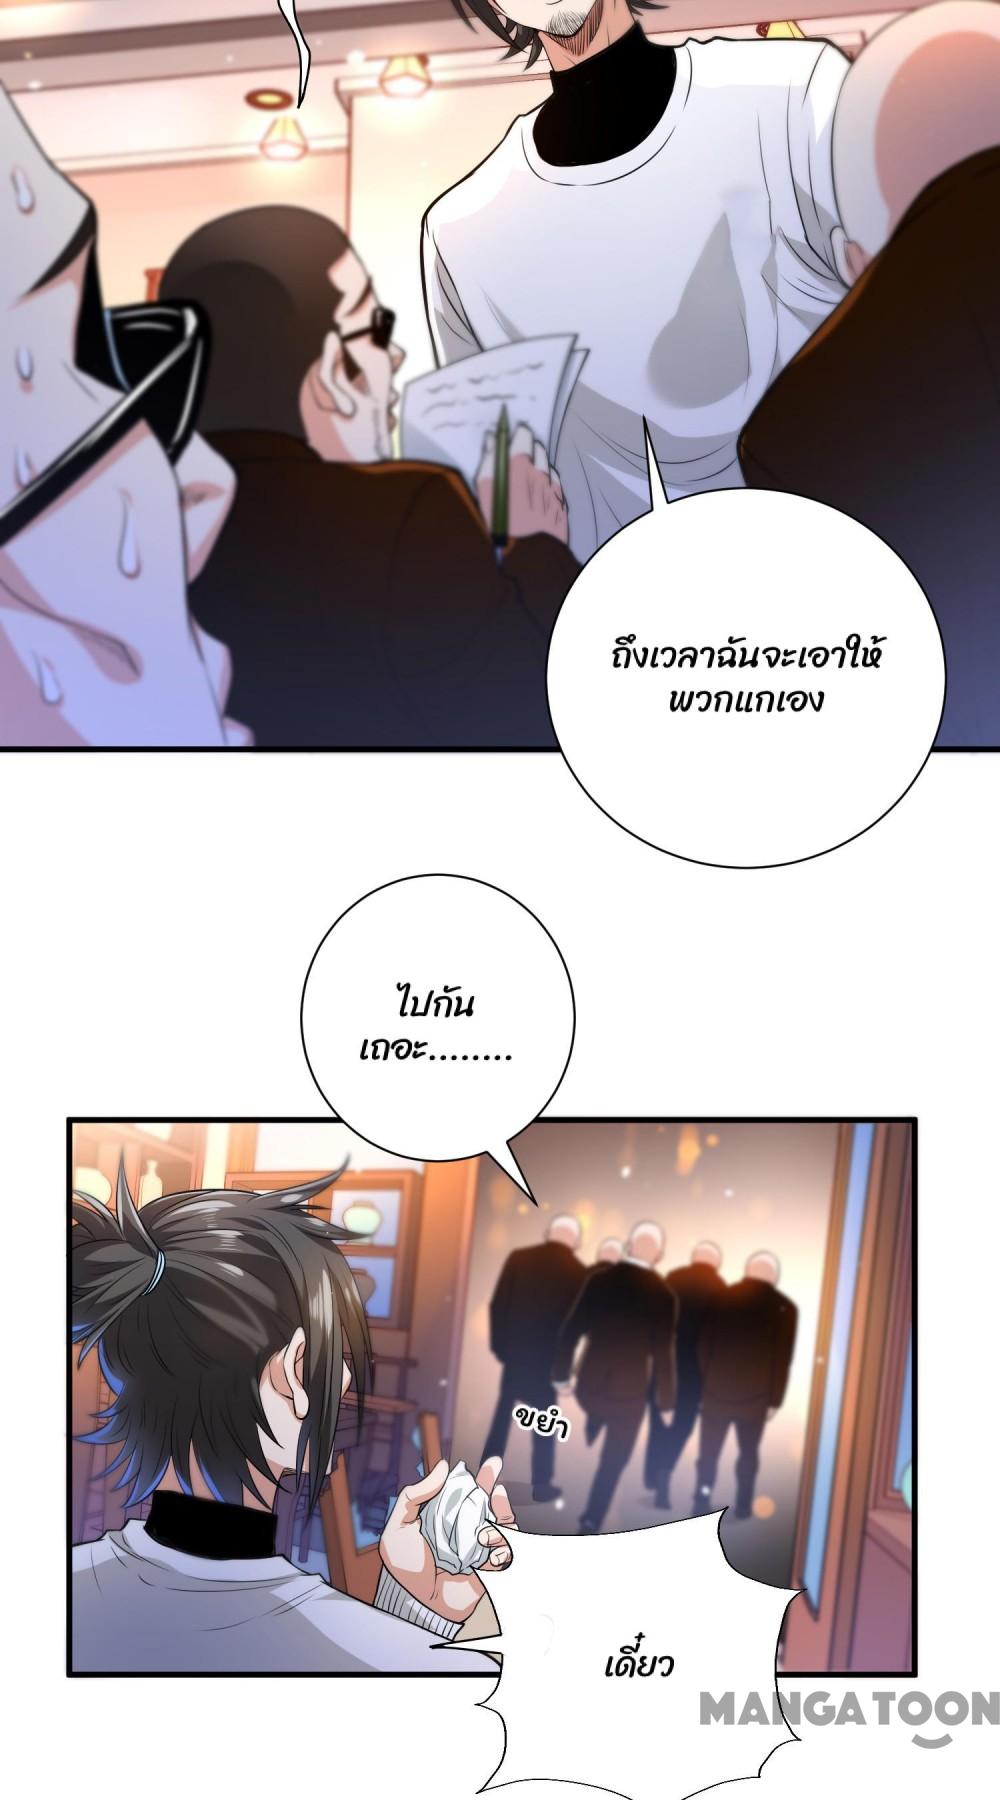 ถึงเวลาฉันจะเอาให้
พวกแกเอง
ไปกัน
เถอะ........
ขยำ
เดี๋ยว
MANGATOON